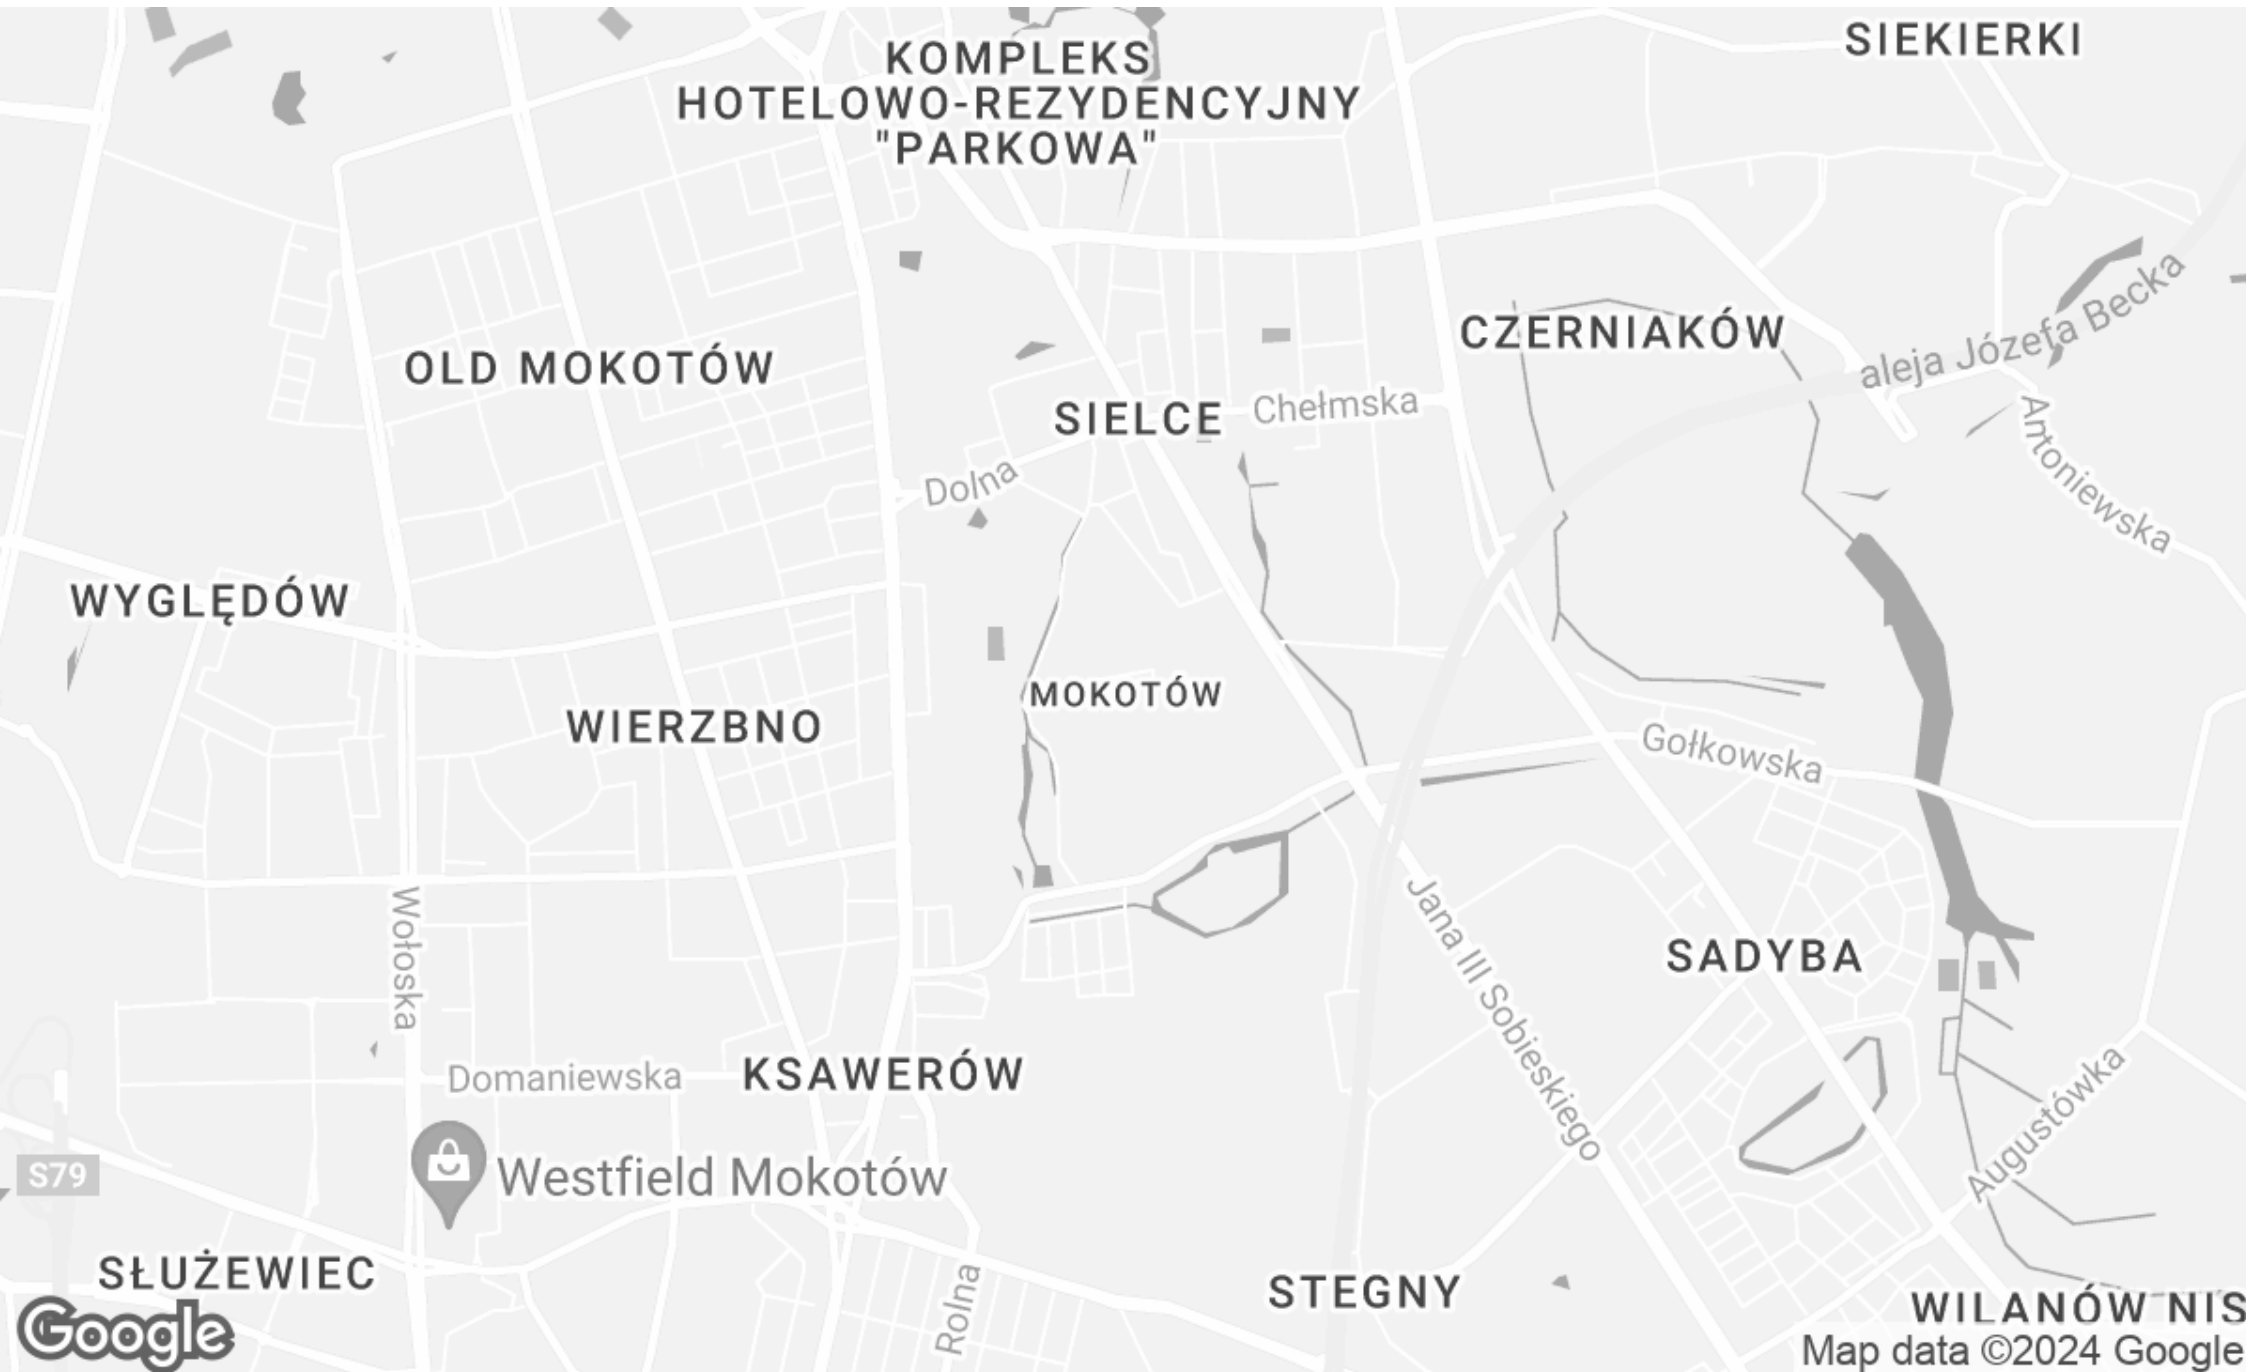 SIEKIERKI
KOMPLEKS
HOTELOWO-REZYDENCYJNY
"PARKOWA"
aleja Józefa Becka
CZERNIAKÓW
OLD MOKOTÓW
SIELCE
Chełmska
Dolna
Antoniewska
WYGLĘDÓW
MOKOTÓW
WIERZBNO
Gołkowska
Wołoska
Jana III Sobieskiego
SADYBA
Domaniewska
KSAWERÓW
Augustówka
S79
Westfield Mokotów
SŁUŻEWIEC
Rolna
STEGNY
WILANÓW NIS
Google
Map data ©2024 Google